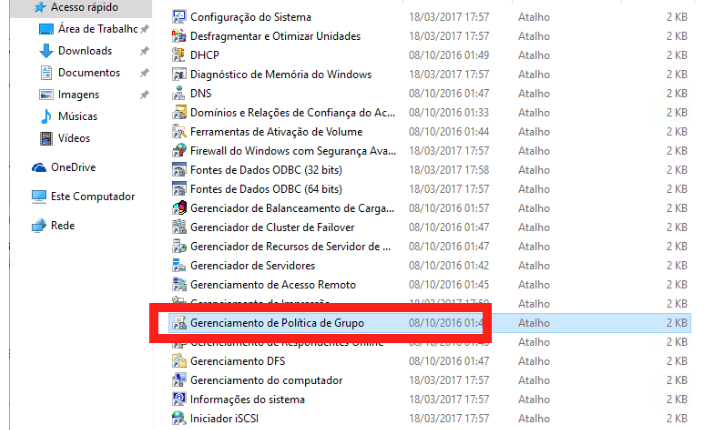 Acesso rápido
Área de Trabalhc
Downloads
Documentos
Imagens
Músicas
Vídeos
OneDrive
Este Computador
Rede
Configuração do Sistema 18/03/2017 17:57 Atalho 2 KB
Desfragmentar e Otimizar Unidades 18/03/2017 17:57 Atalho 2 KB
DHCP 08/10/2016 01:49 Atalho 2 KB
Diagnóstico de Memória do Windows 18/03/2017 17:57 Atalho 2 KB
DNS 08/10/2016 01:47 Atalho 2 KB
Domínios e Relações de Confiança do Ac... 08/10/2016 01:33 Atalho 2 KB
Ferramentas de Ativação de Volume 08/10/2016 01:44 Atalho 2 KB
Firewall do Windows com Segurança Ava... 18/03/2017 17:57 Atalho 2 KB
Fontes de Dados ODBC (32 bits) 18/03/2017 17:58 Atalho 2 KB
Fontes de Dados ODBC (64 bits) 18/03/2017 17:57 Atalho 2 KB
Gerenciador de Balanceamento de Carga... 08/10/2016 01:57 Atalho 2 KB
Gerenciador de Cluster de Failover 08/10/2016 01:47 Atalho 2 KB
Gerenciador de Recursos de Servidor de ... 08/10/2016 01:47 Atalho 2 KB
Gerenciador de Servidores 08/10/2016 01:42 Atalho 2 KB
Gerenciamento de Acesso Remoto 08/10/2016 01:45 Atalho 2 KB
Gerenciamento de Impressão 18/03/2017 17:59 Atalho 2 KB
Gerenciamento de Política de Grupo 08/10/2016 01:4 Atalho 2 KB
Gerenciamento de Respondentes Online 08/10/2016 Atalho 2 KB
Gerenciamento DFS 08/10/2016 01:47 Atalho 2 KB
Gerenciamento do computador 18/03/2017 17:57 Atalho 2 KB
Informações do sistema 18/03/2017 17:57 Atalho 2 KB
Iniciador iSCSI 18/03/2017 17:57 Atalho 2 KB